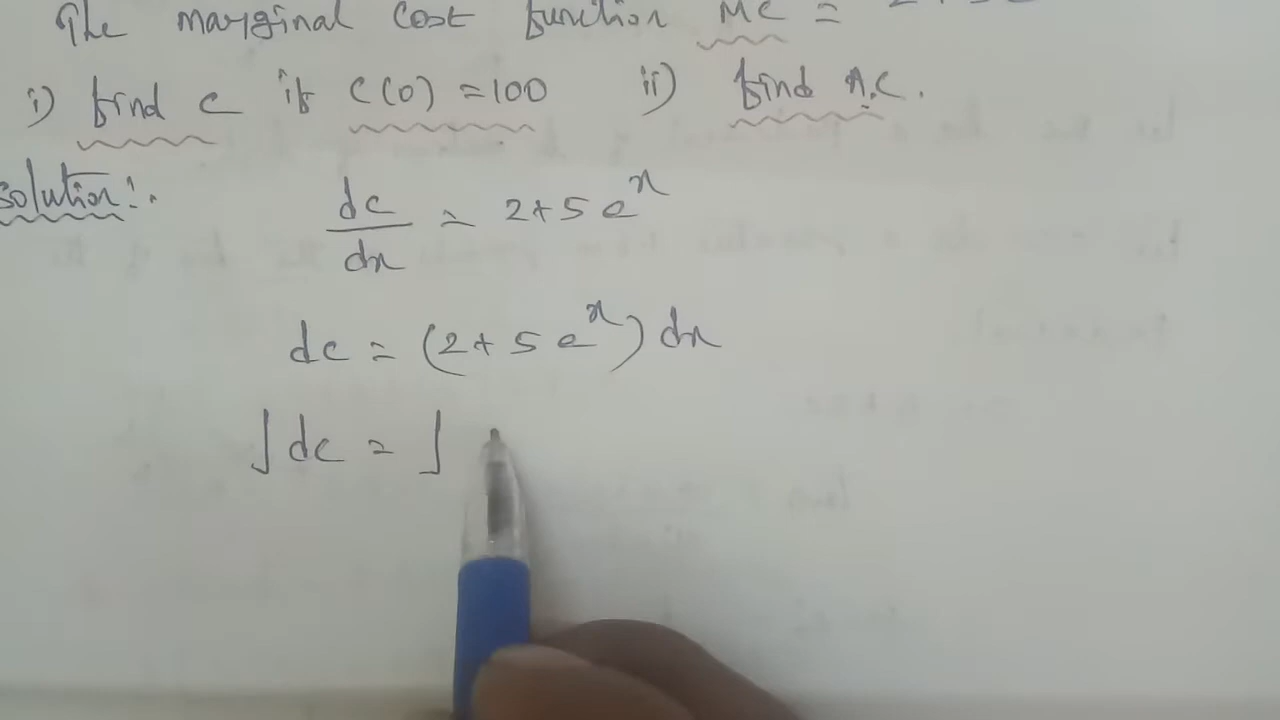 The marginal cost function MC =
i) find C if C(0) = 100 ii) find A.C.
Solution:.
dc/dx = 2+5e^x
dc = (2+5e^x) dx
∫dc = ∫